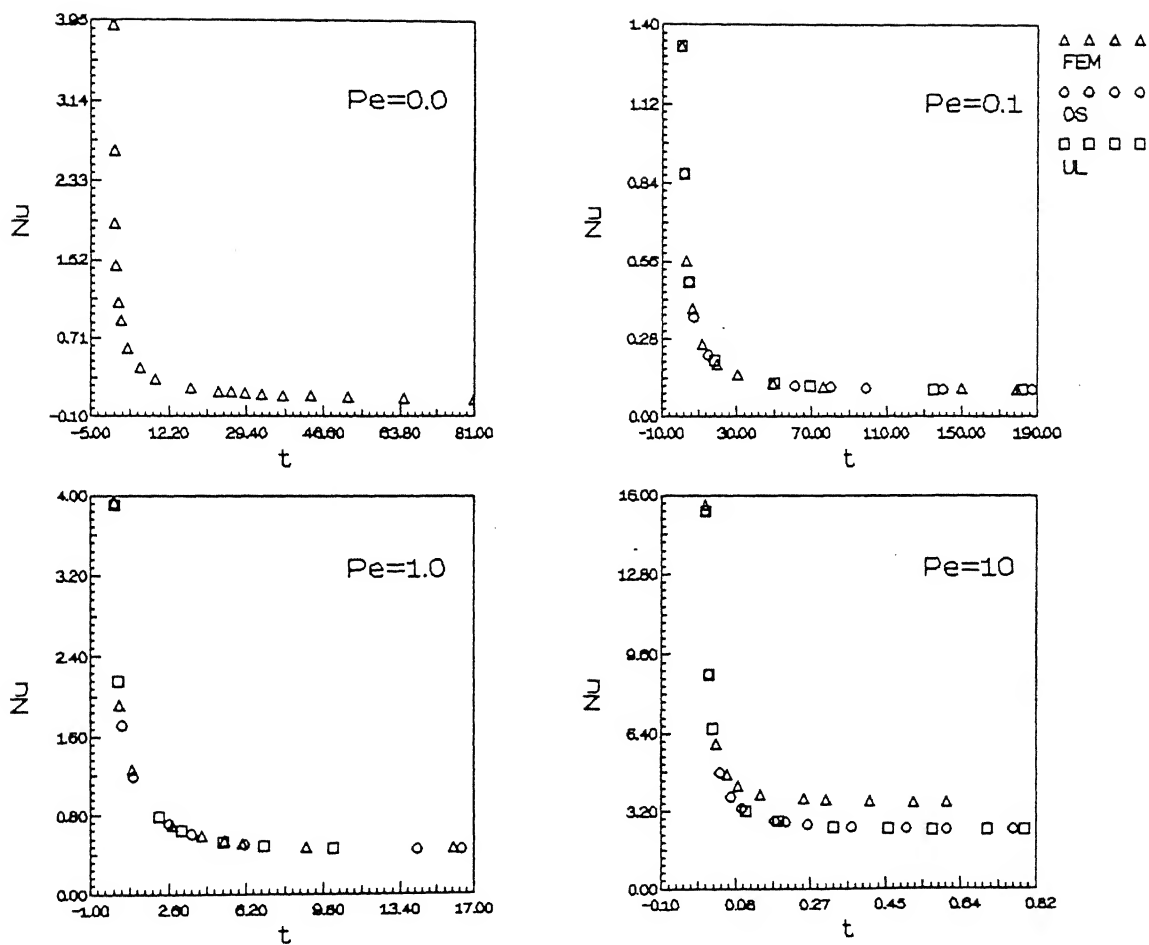 3.95
3.14
2.33
1.52
0.71
-0.10
Nu
Pe=0.0
-5.00 12.20 29.40 46.60 63.80 81.00
t
1.40
1.12
0.84
0.56
0.28
0.00
Nu
Pe=0.1
-10.00 30.00 70.00 110.00 150.00 190.00
t
FEM
OS
UL
4.00
3.20
2.40
1.60
0.80
0.00
Nu
Pe=1.0
-1.00 2.60 6.20 9.80 13.40 17.00
t
16.00
12.80
9.60
6.40
3.20
0.00
Nu
Pe=10
-0.10 0.08 0.27 0.45 0.64 0.82
t